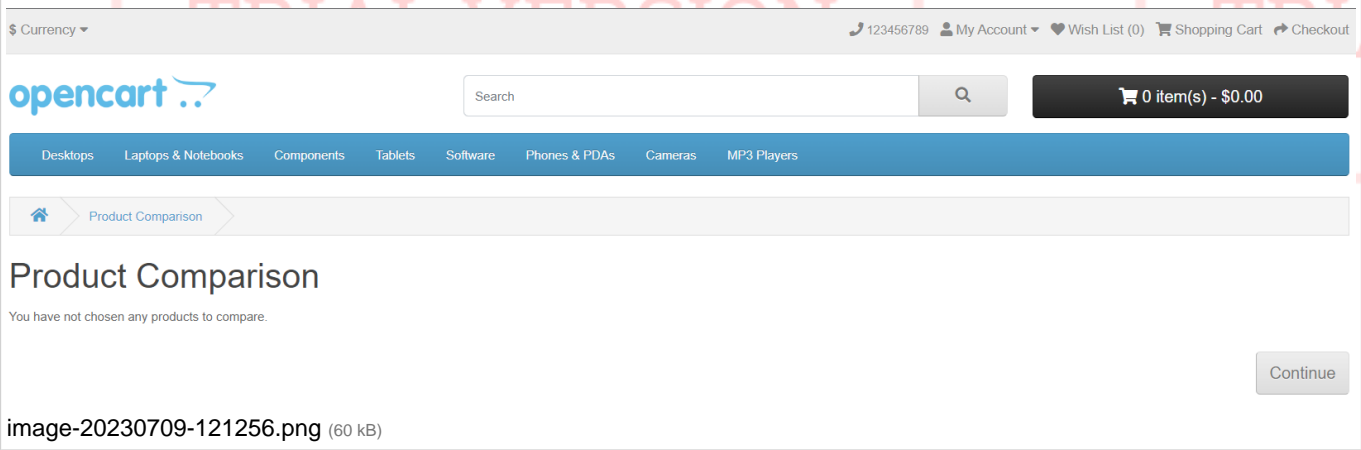 TRIAL VERSION
$ Currency
123456789 My Account Wish List (0) Shopping Cart Checkout
opencart
Search
0 item(s) - $0.00
Desktops Laptops & Notebooks Components Tablets Software Phones & PDAs Cameras MP3 Players
Product Comparison
Product Comparison
You have not chosen any products to compare.
Continue
image-20230709-121256.png (60 kB)